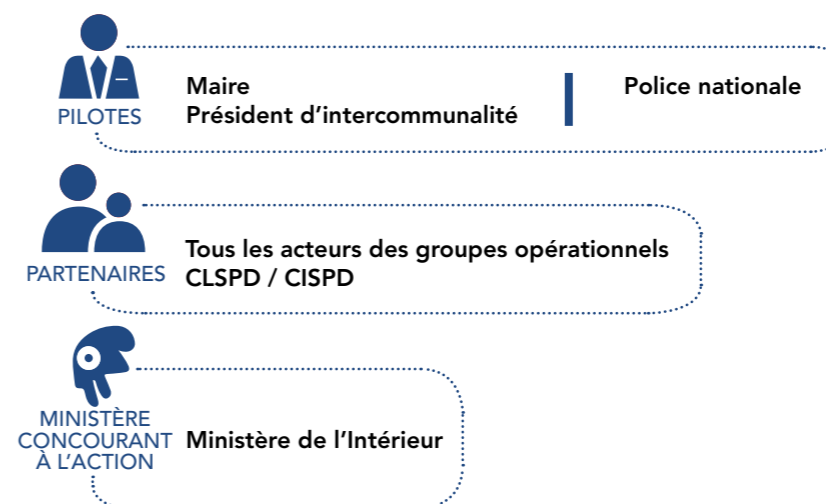 PILOTES
Maire
Président d'intercommunalité
Police nationale
PARTENAIRES
Tous les acteurs des groupes opérationnels
CLSPD / CISPD
MINISTÈRE
CONCOURANT
À L'ACTION
Ministère de l'Intérieur